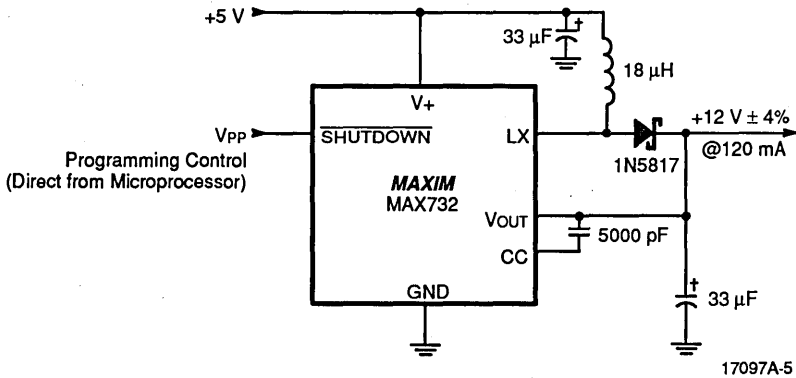 +5 V
33 µF
†
18 µH
V+
VPP
SHUTDOWN
LX
+12 V ± 4%
@120 mA
1N5817
Programming Control
(Direct from Microprocessor)
MAXIM
MAX732
VOUT
5000 pF
CC
GND
†
33 µF
17097A-5